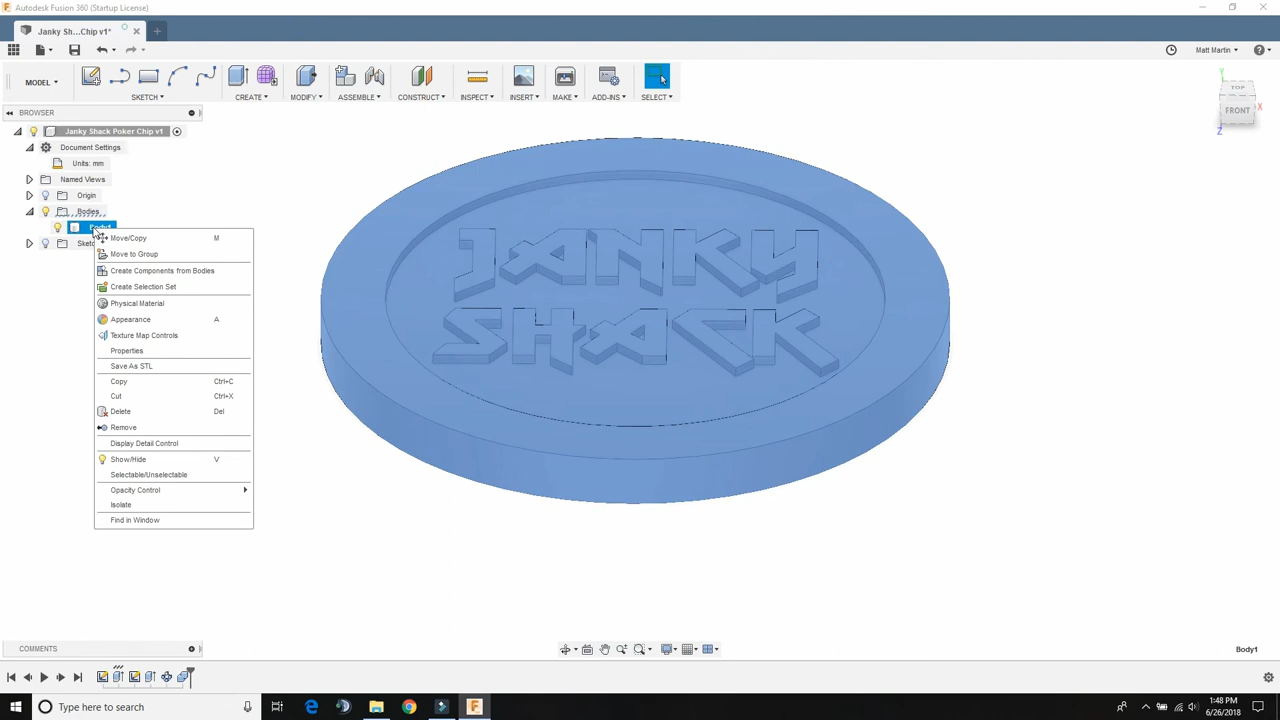 Autodesk Fusion 360 (Startup License)
Janky Sh...Chip v1*
Matt Martin
MODEL
SKETCH
CREATE
MODIFY
ASSEMBLE
CONSTRUCT
INSPECT
INSERT
MAKE
ADD-INS
SELECT
TOP
FRONT
Y
X
Z
BROWSER
Janky Shack Poker Chip v1
Document Settings
Units: mm
Named Views
Origin
Bodies
Body1
Move/Copy M
Move to Group
Create Components from Bodies
Create Selection Set
Physical Material
Appearance A
Texture Map Controls
Properties
Save As STL
Copy Ctrl+C
Cut Ctrl+X
Delete Del
Remove
Display Detail Control
Show/Hide V
Selectable/Unselectable
Opacity Control
Isolate
Find in Window
JANKY
SHACK
COMMENTS
Body1
Type here to search
1:48 PM
6/26/2018